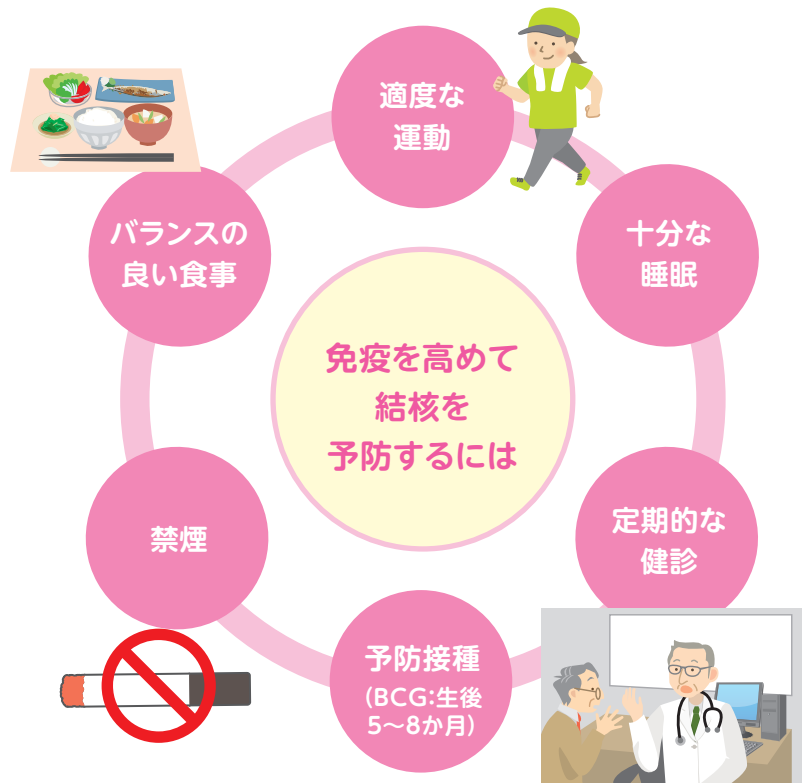 適度な
運動
バランスの
良い食事
十分な
睡眠
免疫を高めて
結核を
予防するには
禁煙
定期的な
健診
予防接種
(BCG:生後
5〜8か月)